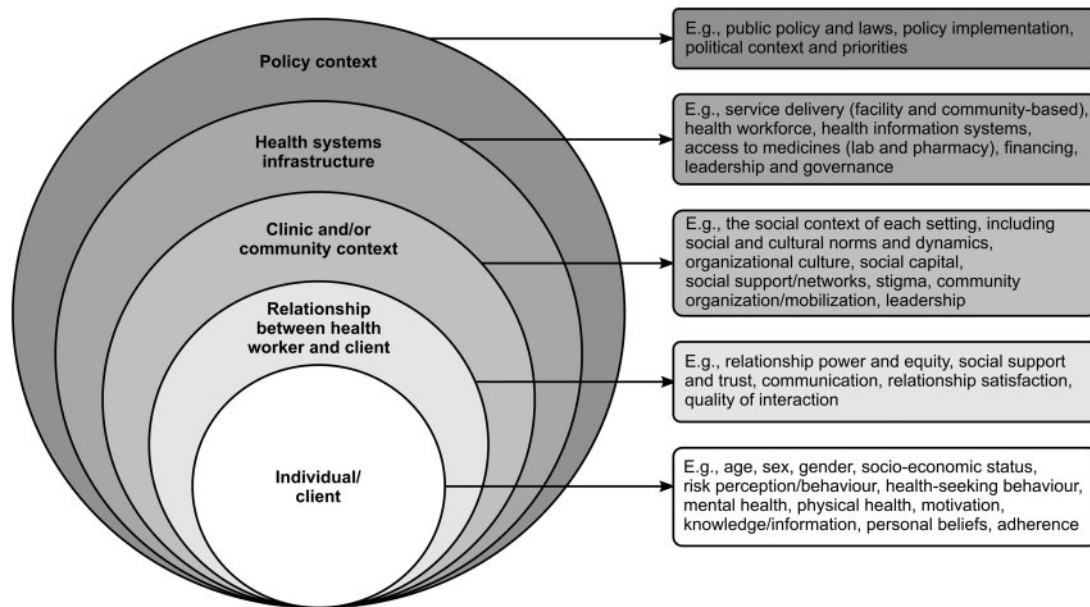 Policy context
E.g., public policy and laws, policy implementation,
political context and priorities
Health systems
infrastructure
E.g., service delivery (facility and community-based),
health workforce, health information systems,
access to medicines (lab and pharmacy), financing,
leadership and governance
Clinic and/or
community context
E.g., the social context of each setting, including
social and cultural norms and dynamics,
organizational culture, social capital,
social support/networks, stigma, community
organization/mobilization, leadership
Relationship
between health
worker and client
E.g., relationship power and equity, social support
and trust, communication, relationship satisfaction,
quality of interaction
Individual/
client
E.g., age, sex, gender, socio-economic status,
risk perception/behaviour, health-seeking behaviour,
mental health, physical health, motivation,
knowledge/information, personal beliefs, adherence